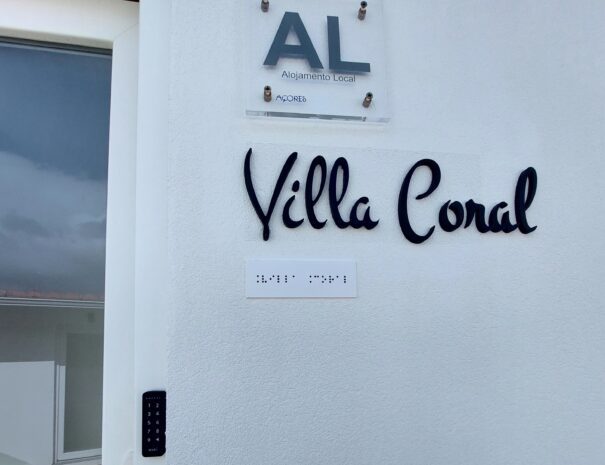 AL
Alojamento Local
AÇORES
Villa Coral
⠨⠧⠊⠇⠇⠁ ⠨⠉⠕⠗⠁⠇